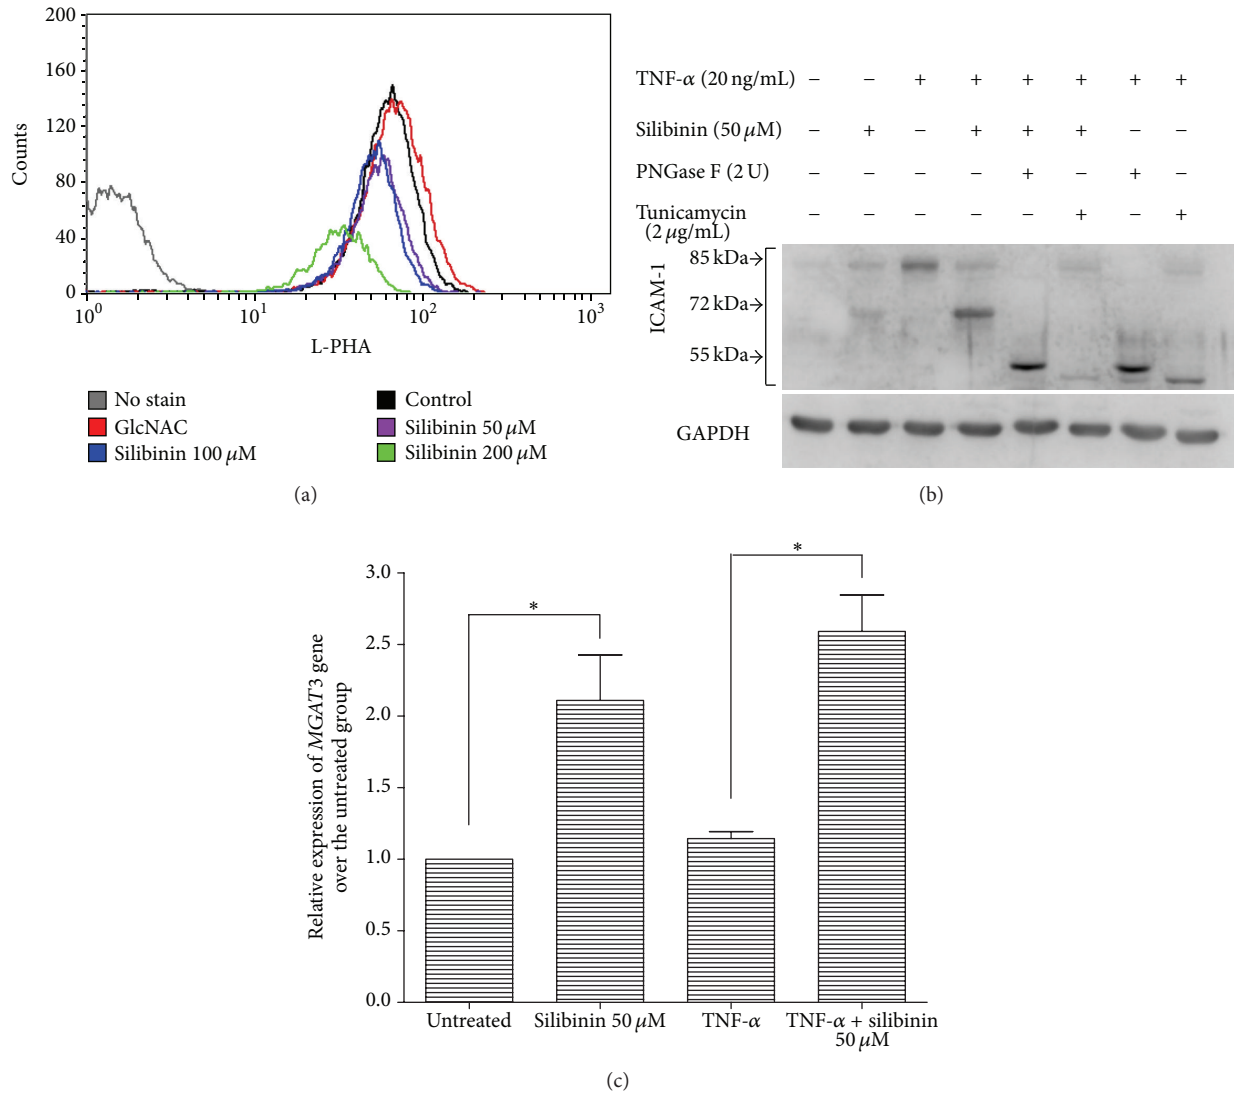 200
160
120
80
40
0
Counts
10^0
10^1
10^2
10^3
L-PHA
No stain
Control
GlcNAC
Silibinin 50 μM
Silibinin 100 μM
Silibinin 200 μM
(a)
TNF-α (20 ng/mL) − − + + + + + +
Silibinin (50 μM) − + − + + + − −
PNGase F (2 U) − − − − + − + −
Tunicamycin − − − − − + − +
(2 μg/mL)
85 kDa→
72 kDa→
55 kDa→
ICAM-1
GAPDH
(b)
3.0
2.5
2.0
1.5
1.0
0.5
0.0
Relative expression of MGAT3 gene
over the untreated group
*
*
Untreated
Silibinin 50 μM
TNF-α
TNF-α + silibinin
50 μM
(c)